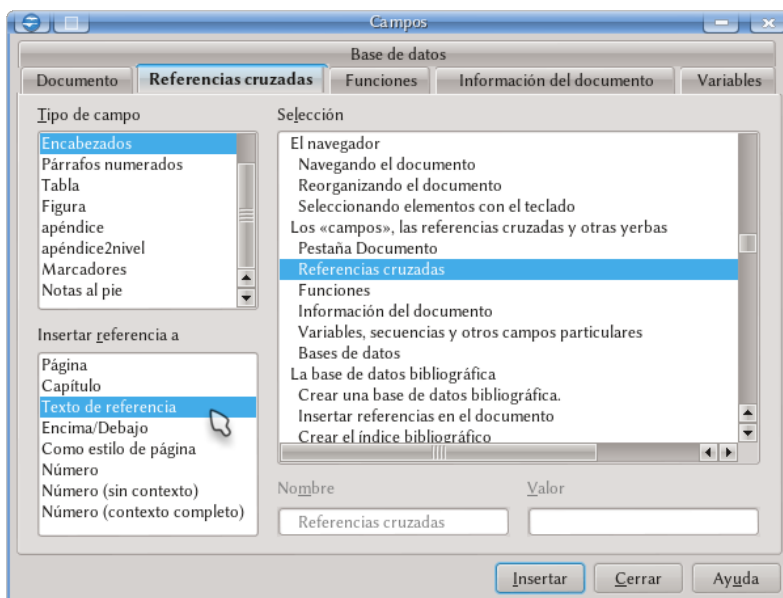 Campos
Base de datos
Documento
Referencias cruzadas
Funciones
Información del documento
Variables
Tipo de campo
Encabezados
Párrafos numerados
Tabla
Figura
apéndice
apéndice2nivel
Marcadores
Notas al pie
Insertar referencia a
Página
Capítulo
Texto de referencia
Encima/Debajo
Como estilo de página
Número
Número (sin contexto)
Número (contexto completo)
Selección
El navegador
Navegando el documento
Reorganizando el documento
Seleccionando elementos con el teclado
Los «campos», las referencias cruzadas y otras yerbas
Pestaña Documento
Referencias cruzadas
Funciones
Información del documento
Variables, secuencias y otros campos particulares
Bases de datos
La base de datos bibliográfica
Crear una base de datos bibliográfica.
Insertar referencias en el documento
Crear el índice bibliográfico
Nombre
Valor
Referencias cruzadas
Insertar
Cerrar
Ayuda